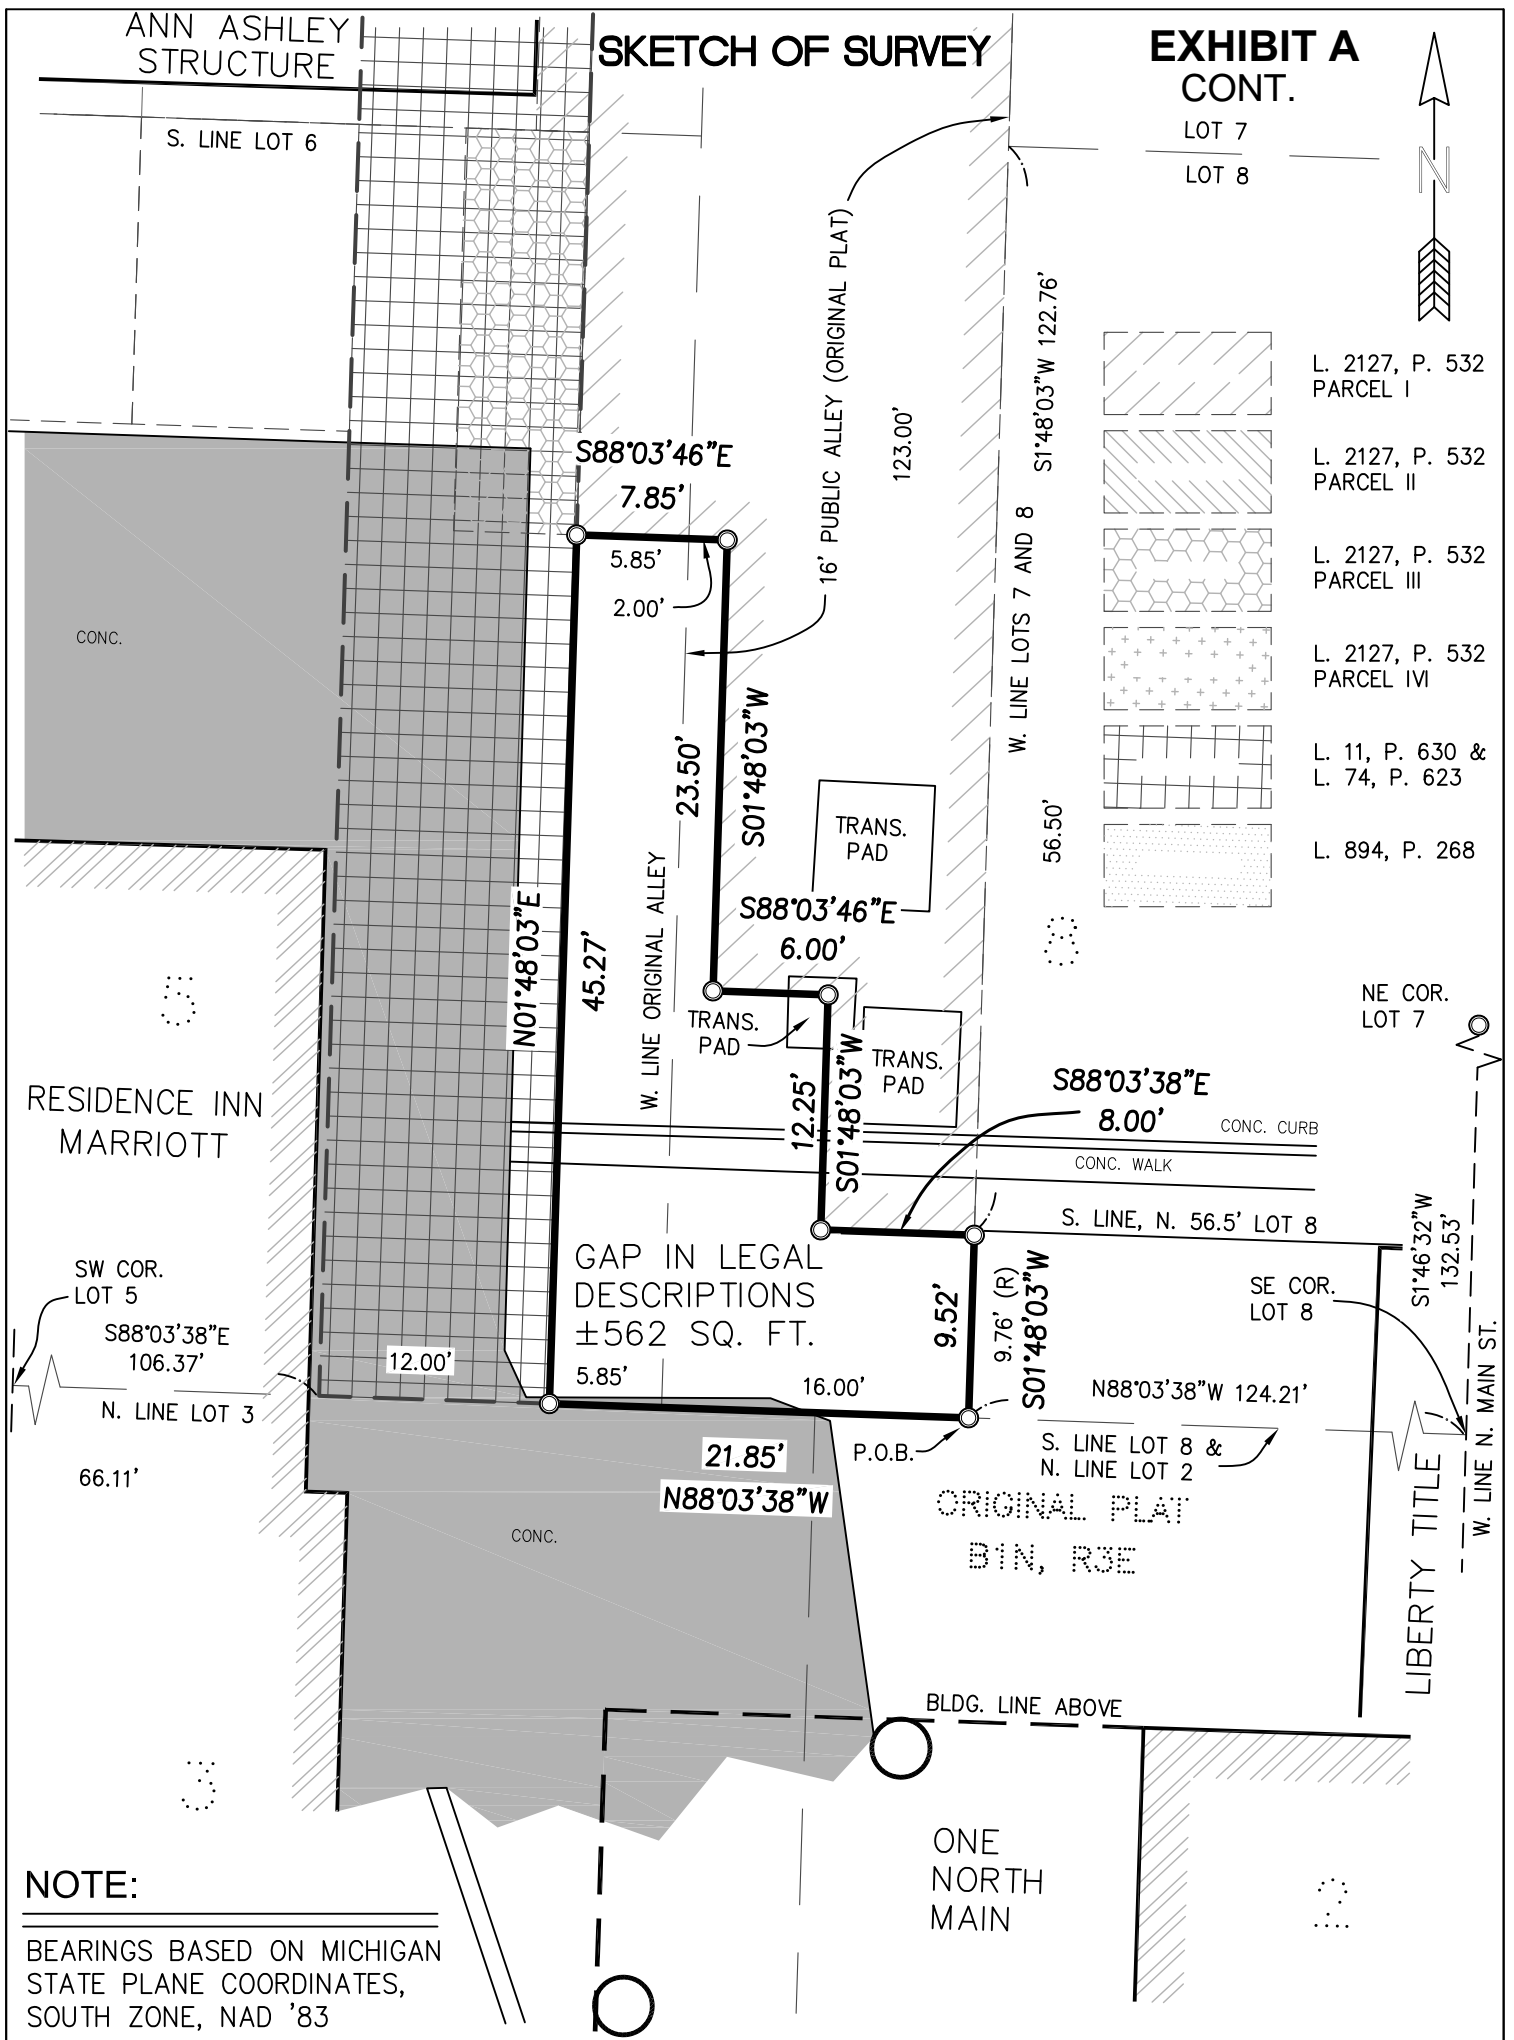 ANN ASHLEY
STRUCTURE
SKETCH OF SURVEY
EXHIBIT A
CONT.
LOT 7
LOT 8
N
S. LINE LOT 6
16' PUBLIC ALLEY (ORIGINAL PLAT)
123.00'
S1°48'03"W 122.76'
W. LINE LOTS 7 AND 8
56.50'
L. 2127, P. 532
PARCEL I
L. 2127, P. 532
PARCEL II
L. 2127, P. 532
PARCEL III
L. 2127, P. 532
PARCEL IVI
L. 11, P. 630 &
L. 74, P. 623
L. 894, P. 268
S88°03'46"E
7.85'
5.85'
2.00'
CONC.
23.50'
S01°48'03"W
TRANS.
PAD
S88°03'46"E
6.00'
N01°48'03"E
45.27'
W. LINE ORIGINAL ALLEY
8
5
NE COR.
LOT 7
TRANS.
PAD
TRANS.
PAD
12.25'
S01°48'03"W
S88°03'38"E
8.00'
CONC. CURB
CONC. WALK
RESIDENCE INN
MARRIOTT
S. LINE, N. 56.5' LOT 8
S1°46'32"W
132.53'
GAP IN LEGAL
DESCRIPTIONS
±562 SQ. FT.
9.52'
9.76' (R)
S01°48'03"W
SE COR.
LOT 8
SW COR.
LOT 5
S88°03'38"E
106.37'
12.00'
5.85'
16.00'
N88°03'38"W 124.21'
N. LINE LOT 3
66.11'
21.85'
N88°03'38"W
P.O.B.
S. LINE LOT 8 &
N. LINE LOT 2
W. LINE N. MAIN ST.
LIBERTY TITLE
ORIGINAL PLAT
B1N, R3E
CONC.
BLDG. LINE ABOVE
3
ONE
NORTH
MAIN
2
NOTE:
BEARINGS BASED ON MICHIGAN
STATE PLANE COORDINATES,
SOUTH ZONE, NAD '83